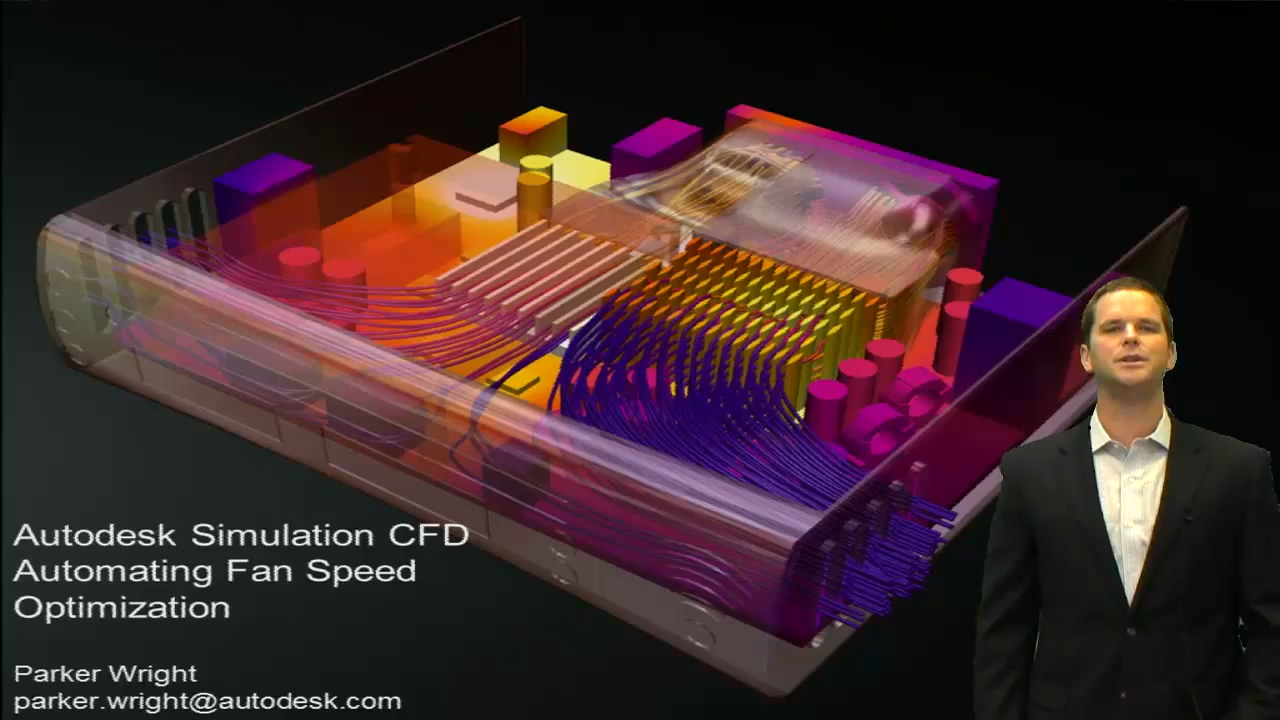 Autodesk Simulation CFD
Automating Fan Speed
Optimization
Parker Wright
parker.wright@autodesk.com